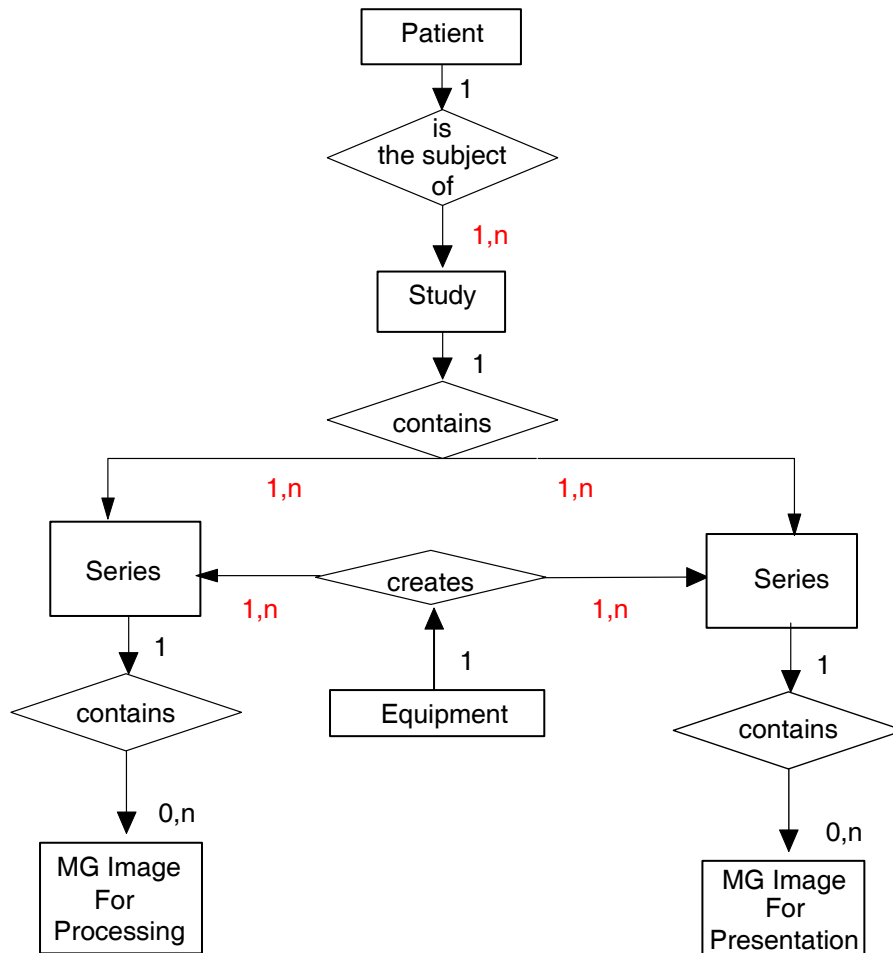 Patient
1
is
the subject
of
1,n
Study
1
contains
1,n
1,n
Series
creates
Series
1,n
1,n
1
1
1
contains
Equipment
contains
0,n
0,n
MG Image
For
Processing
MG Image
For
Presentation